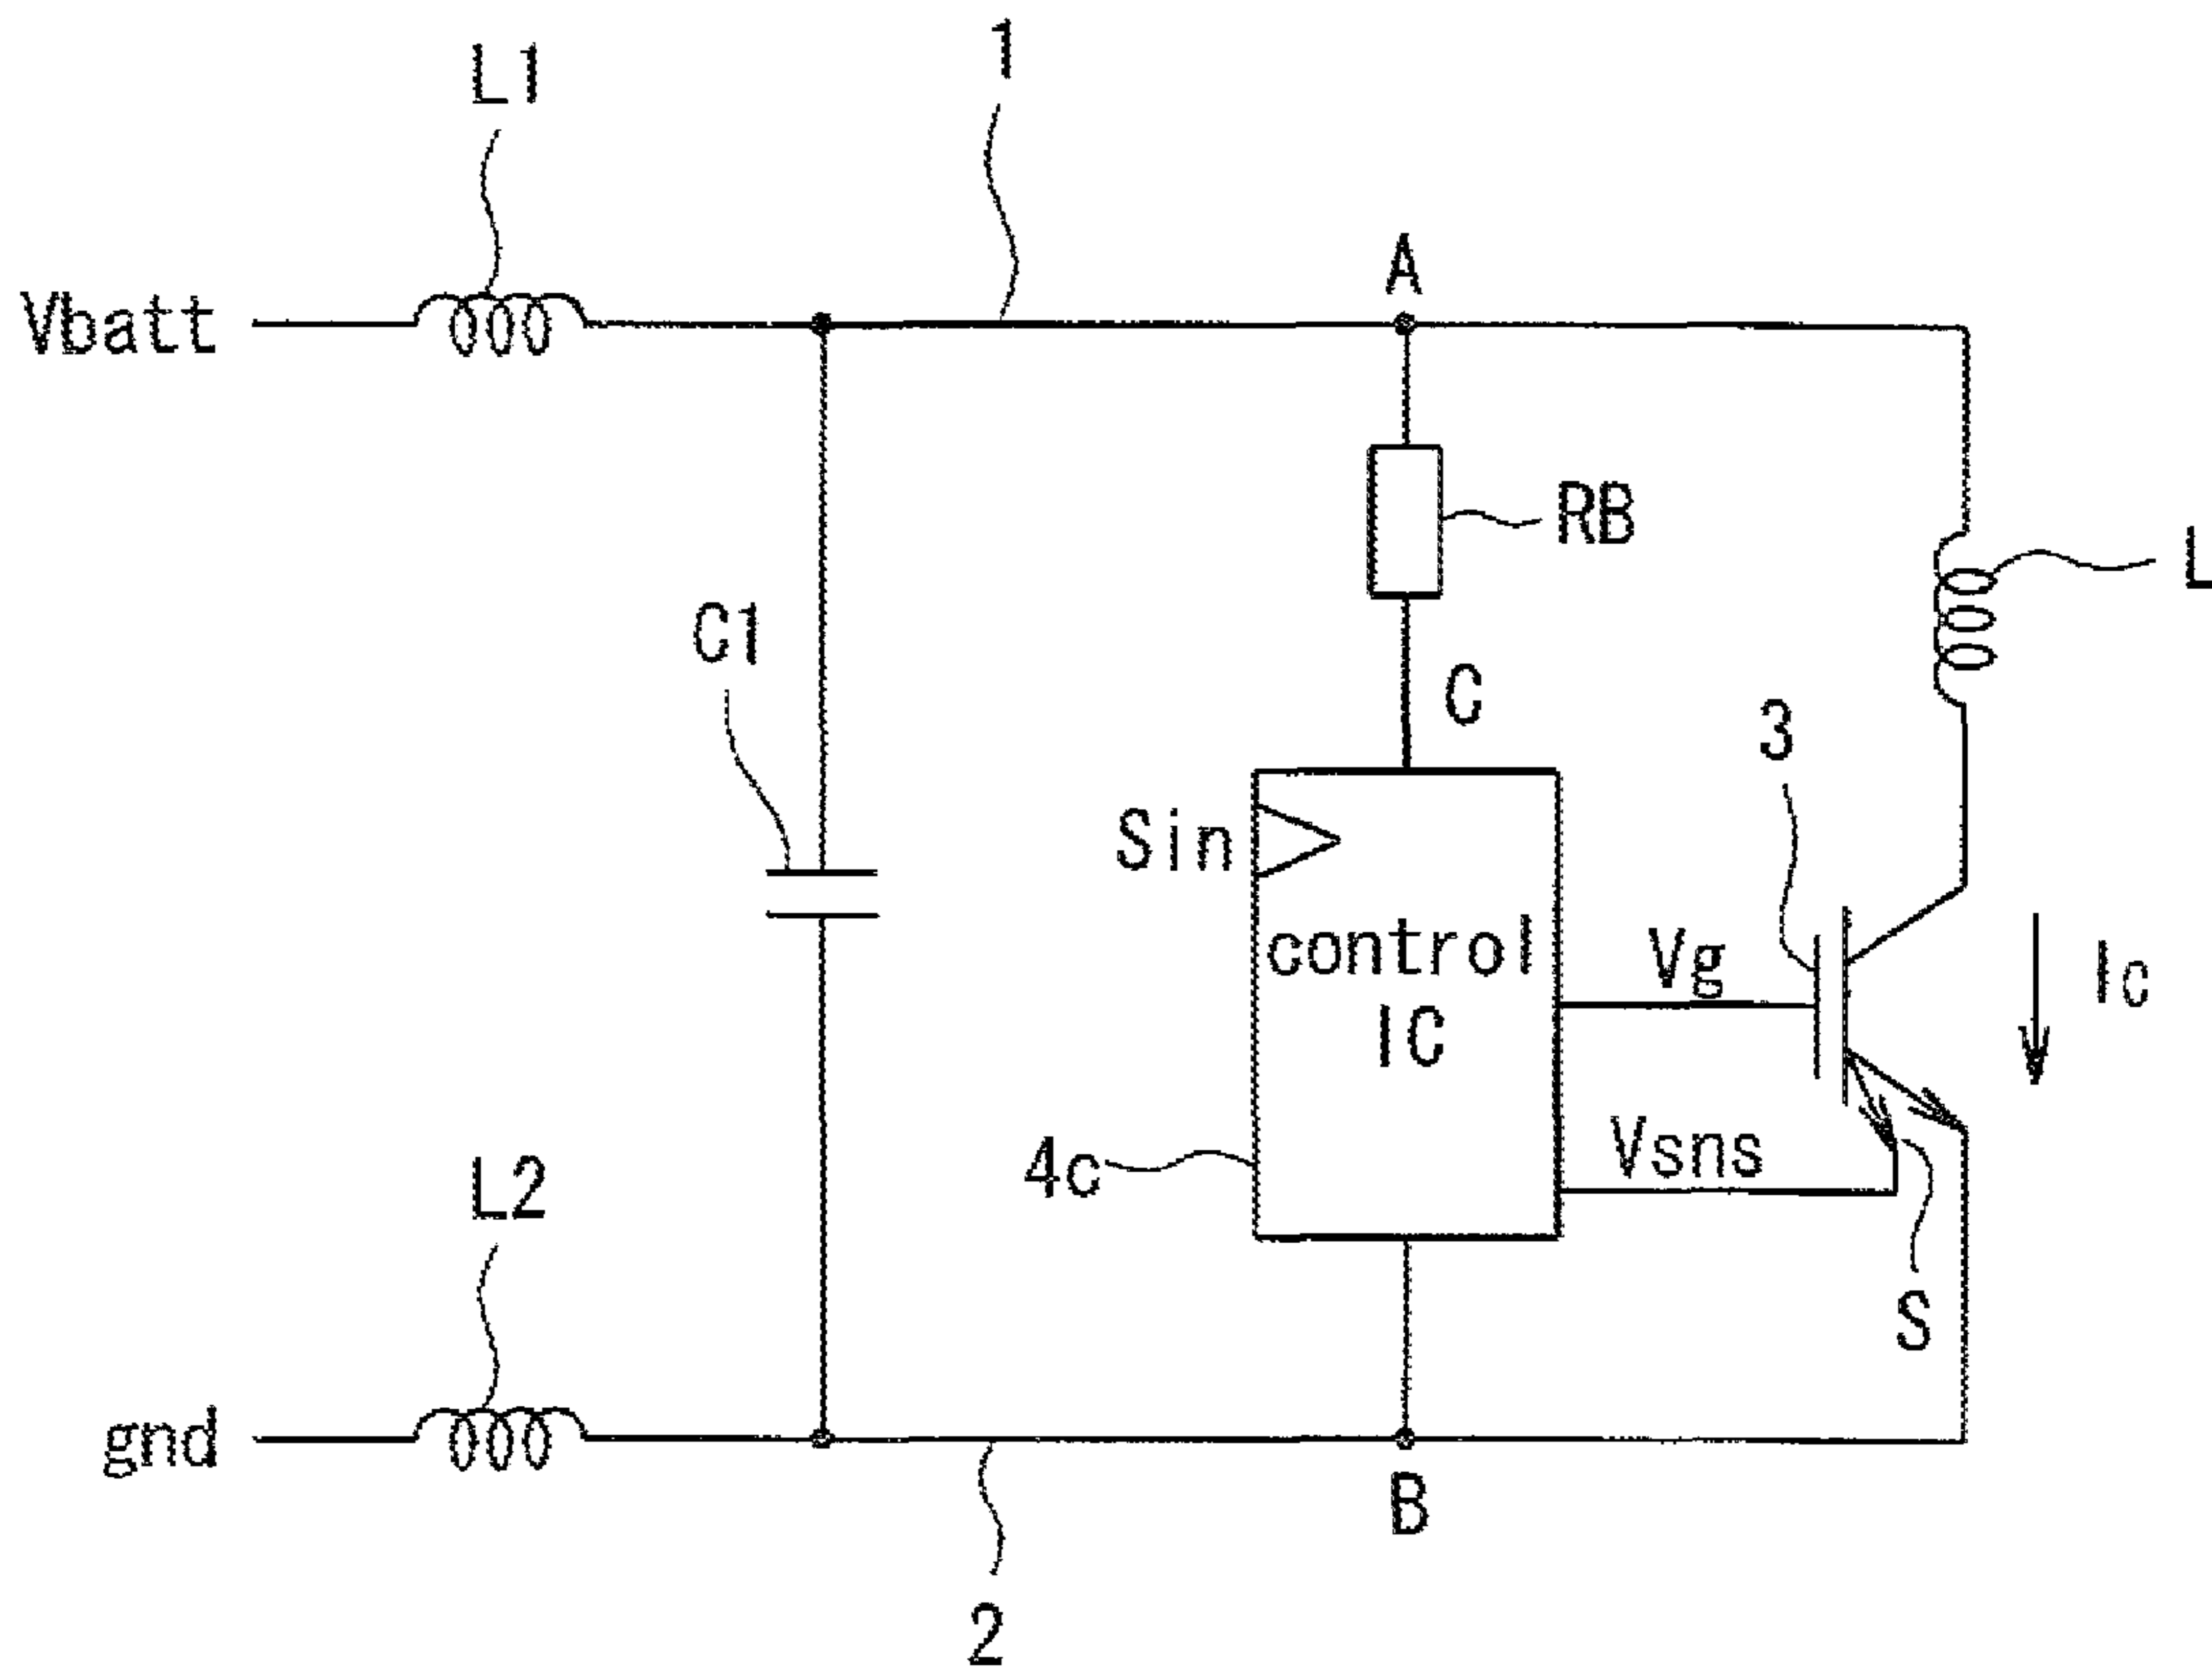 1
L1
A
Vbatt
RB
L
C1
C
3
Sin
control
IC
Vg
Ic
Vsns
4c
L2
S
gnd
B
2